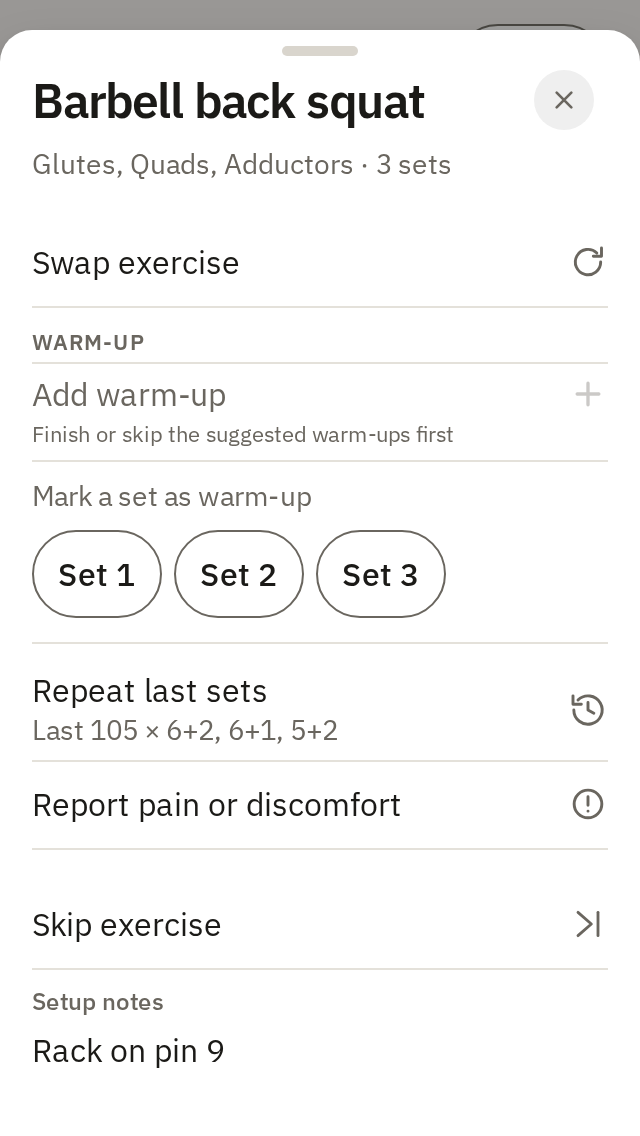 Barbell back squat
Glutes, Quads, Adductors · 3 sets
Swap exercise
WARM-UP
Add warm-up
Finish or skip the suggested warm-ups first
Mark a set as warm-up
Set 1 Set 2 Set 3
Repeat last sets
Last 105 × 6+2, 6+1, 5+2
Report pain or discomfort
Skip exercise
Setup notes
Rack on pin 9